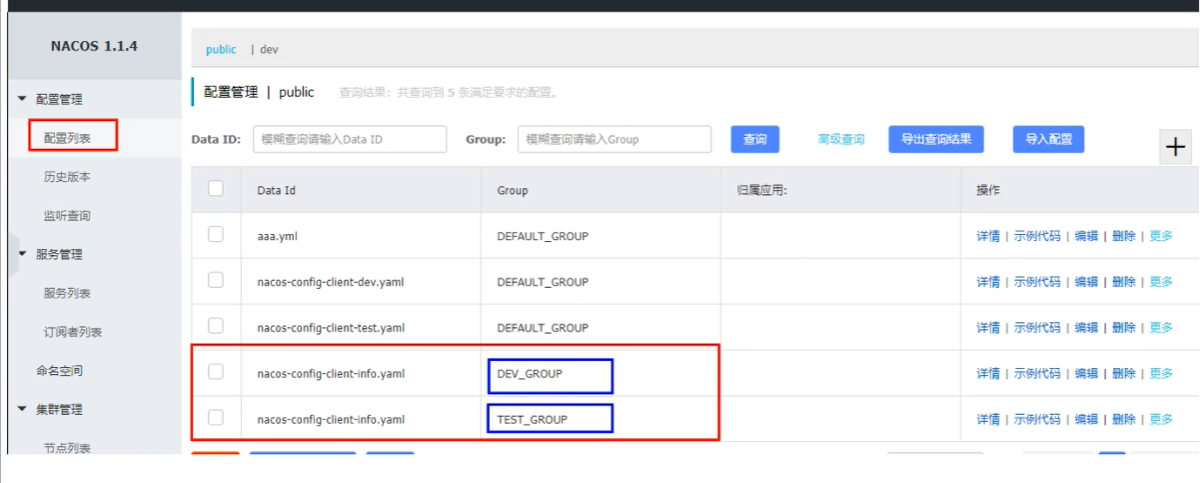 NACOS 1.1.4
配置管理
配置列表
历史版本
监听查询
服务管理
服务列表
订阅者列表
命名空间
集群管理
节点列表
public | dev
配置管理 | public 查询结果：共查询到 5 条满足要求的配置。
Data ID: 模糊查询请输入Data ID Group: 模糊查询请输入Group 查询 高级查询 导出查询结果 导入配置 +
Data Id Group 归属应用: 操作
aaa.yml DEFAULT_GROUP 详情 | 示例代码 | 编辑 | 删除 | 更多
nacos-config-client-dev.yaml DEFAULT_GROUP 详情 | 示例代码 | 编辑 | 删除 | 更多
nacos-config-client-test.yaml DEFAULT_GROUP 详情 | 示例代码 | 编辑 | 删除 | 更多
nacos-config-client-info.yaml DEV_GROUP 详情 | 示例代码 | 编辑 | 删除 | 更多
nacos-config-client-info.yaml TEST_GROUP 详情 | 示例代码 | 编辑 | 删除 | 更多